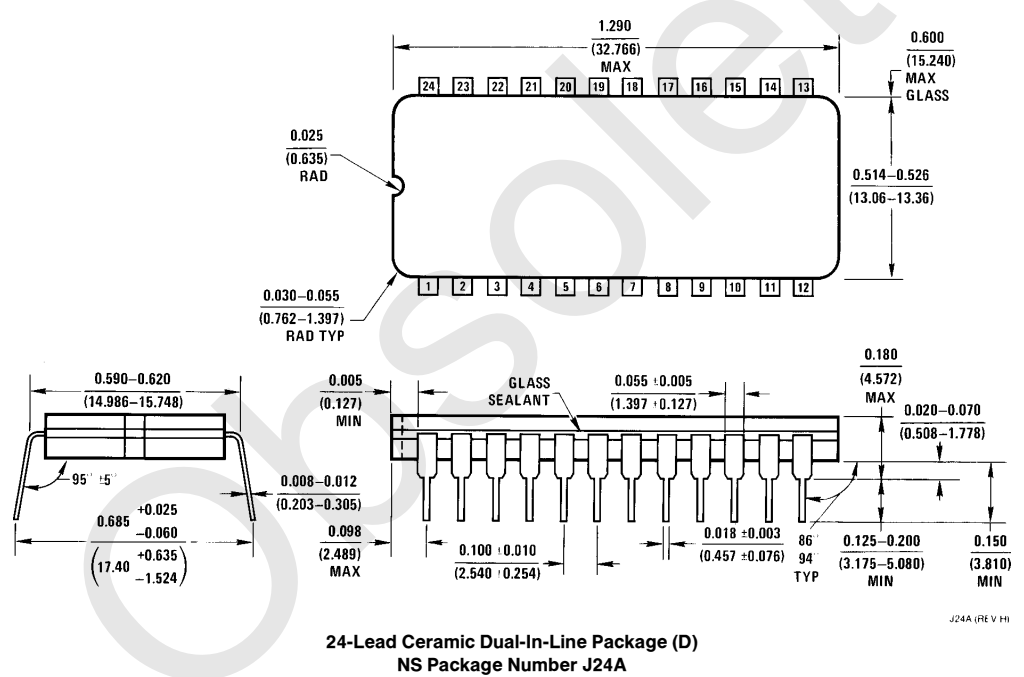 Obsolete
1.290
(32.766)
MAX
0.600
(15.240)
MAX
GLASS
24 23 22 21 20 19 18 17 16 15 14 13
0.025
(0.635)
RAD
0.514–0.526
(13.06–13.36)
1 2 3 4 5 6 7 8 9 10 11 12
0.030–0.055
(0.762–1.397)
RAD TYP
0.590–0.620
(14.986–15.748)
95° ±5°
0.685 +0.025
-0.060
(17.40 +0.635
-1.524)
0.008–0.012
(0.203–0.305)
0.005
(0.127)
MIN
GLASS
SEALANT
0.055 ±0.005
(1.397 ±0.127)
0.180
(4.572)
MAX
0.020–0.070
(0.508–1.778)
0.098
(2.489)
MAX
0.100 ±0.010
(2.540 ±0.254)
0.018 ±0.003
(0.457 ±0.076)
86°
94°
TYP
0.125–0.200
(3.175–5.080)
MIN
0.150
(3.810)
MIN
J24A (REV H)
24-Lead Ceramic Dual-In-Line Package (D)
NS Package Number J24A